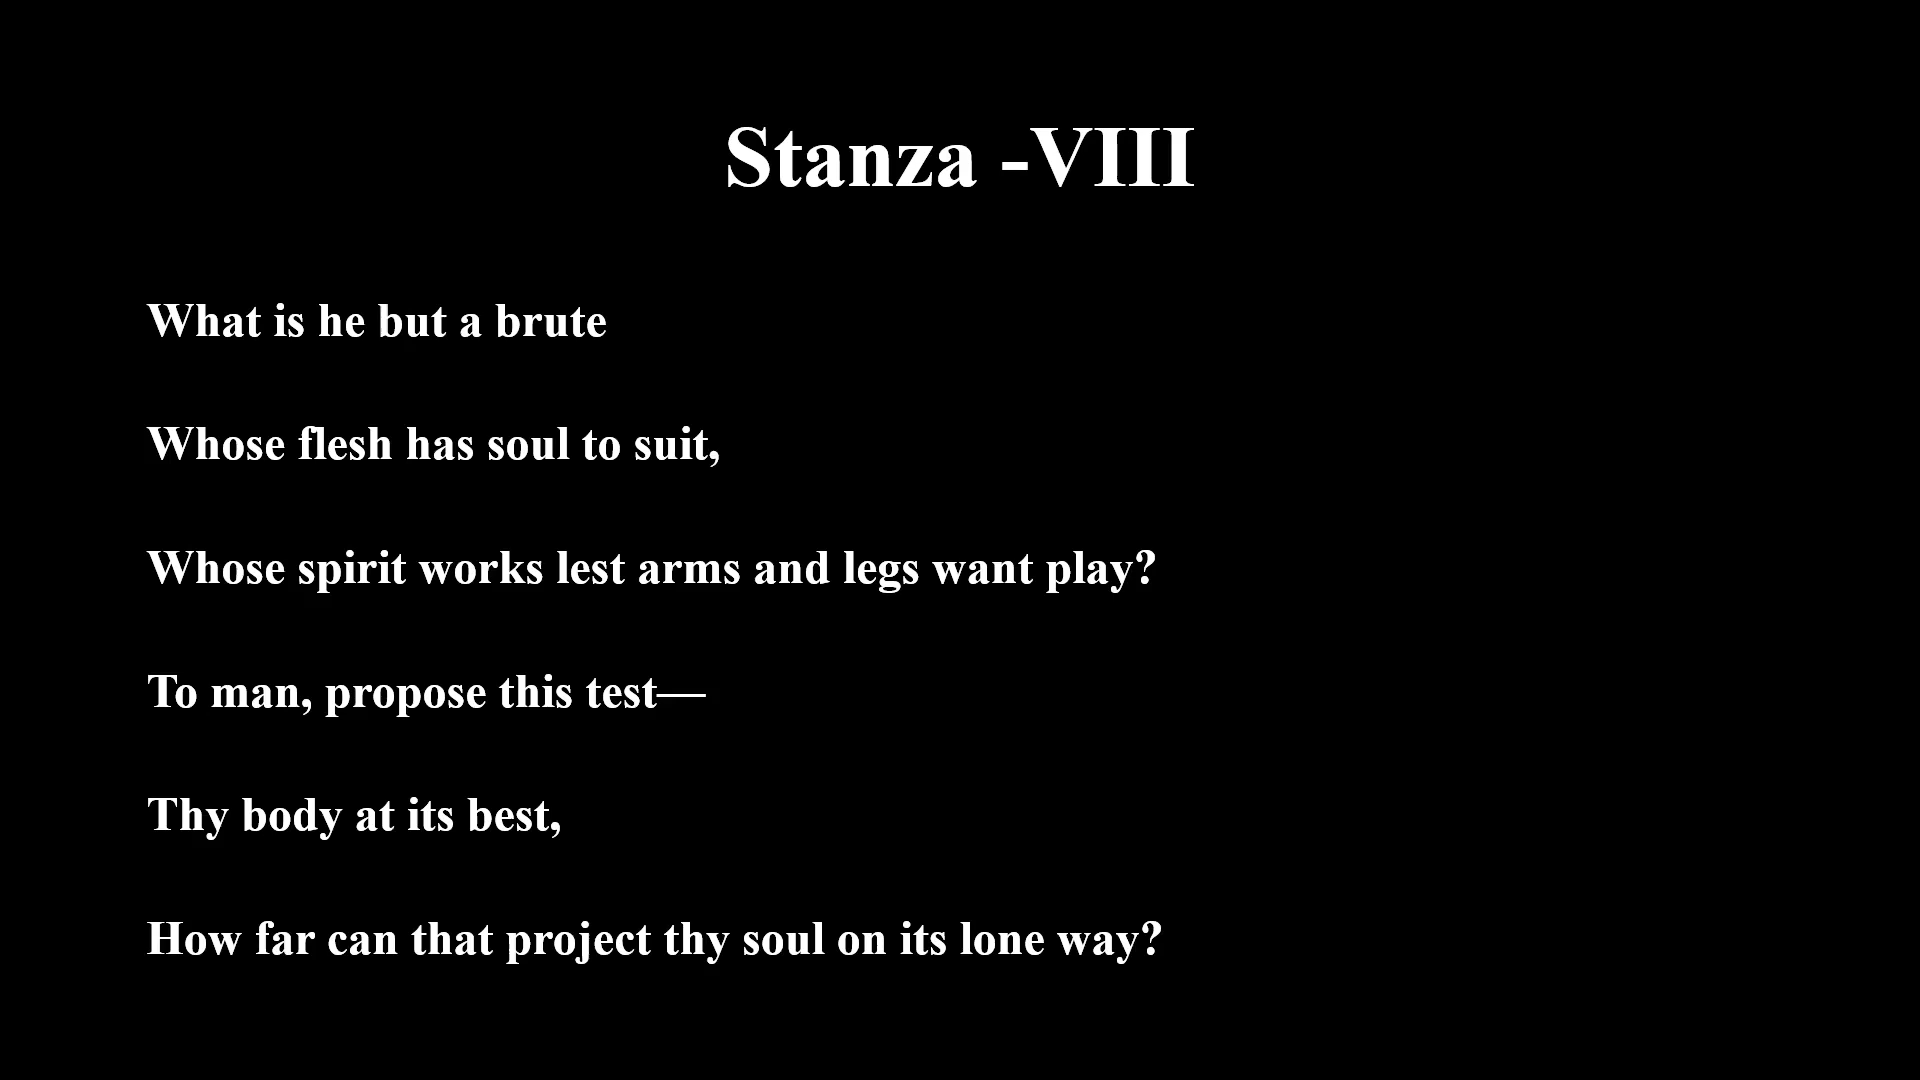 Stanza -VIII
What is he but a brute
Whose flesh has soul to suit,
Whose spirit works lest arms and legs want play?
To man, propose this test—
Thy body at its best,
How far can that project thy soul on its lone way?